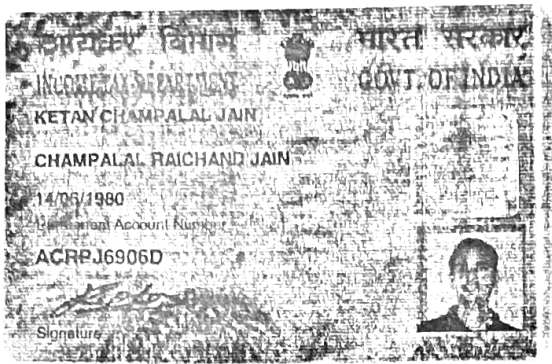 आयकर विभाग
भारत सरकार
INCOME TAX DEPARTMENT
GOVT. OF INDIA
KETAN CHAMPALAL JAIN
CHAMPALAL RAICHAND JAIN
14/06/1980
Permanent Account Number
ACRPJ6906D
Signature